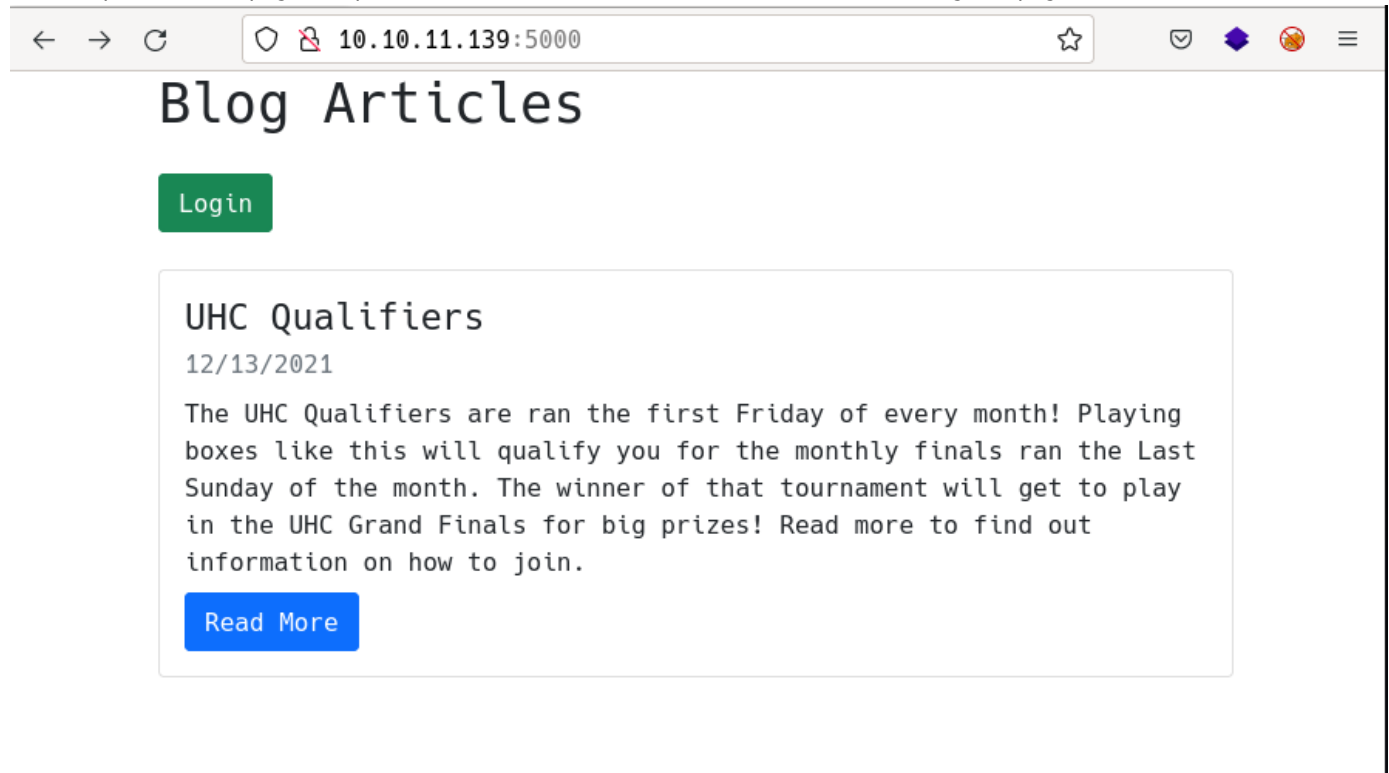 10.10.11.139:5000
Blog Articles
Login
UHC Qualifiers
12/13/2021
The UHC Qualifiers are ran the first Friday of every month! Playing
boxes like this will qualify you for the monthly finals ran the Last
Sunday of the month. The winner of that tournament will get to play
in the UHC Grand Finals for big prizes! Read more to find out
information on how to join.
Read More